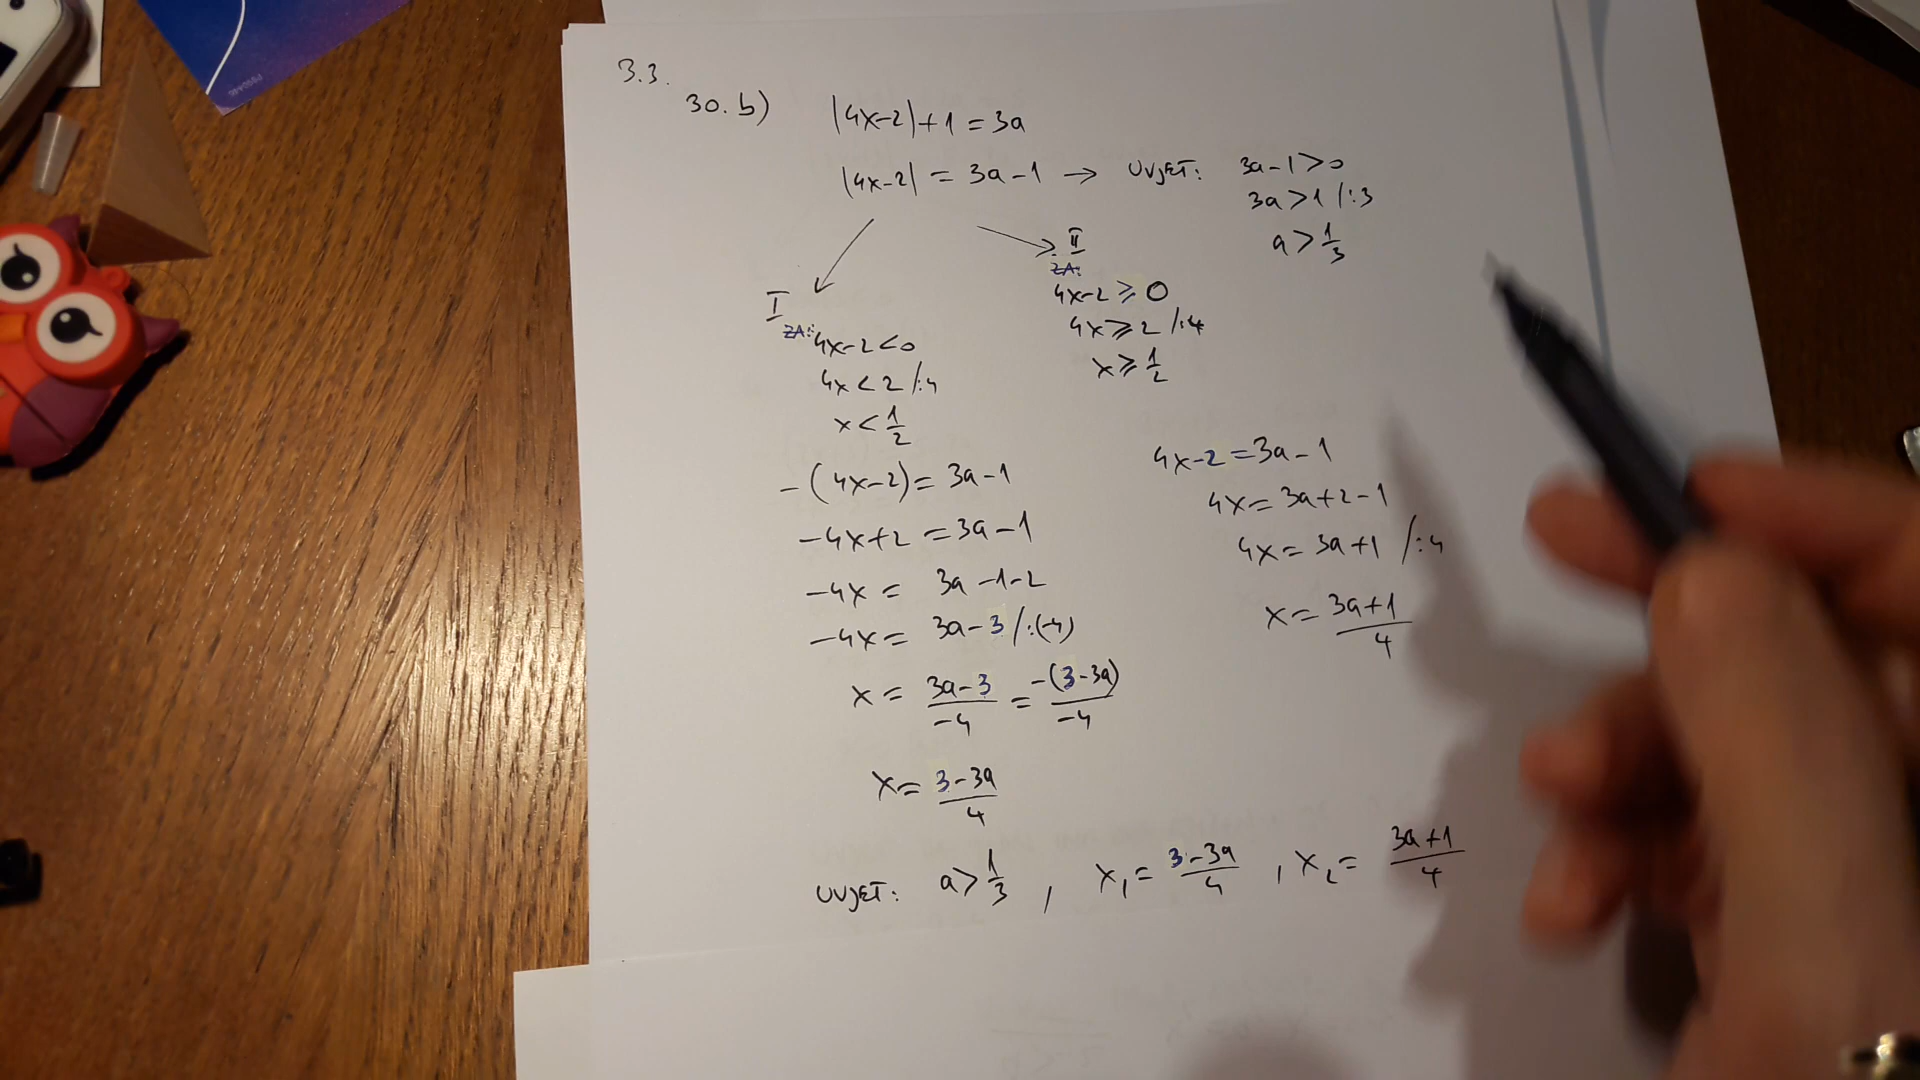 3.3.
30. b) |4x-2|+1=3a
|4x-2| = 3a-1 → UVJET: 3a-1>0
3a>1 /:3
a > 1/3
I
ZA: 4x-2<0
4x<2 /:4
x < 1/2
-(4x-2)=3a-1
-4x+2=3a-1
-4x= 3a-1-2
-4x= 3a-3/:(-4)
x = (3a-3)/(-4) = (-(3-3a))/(-4)
x = (3-3a)/4
II
ZA:
4x-2≥0
4x≥2 /:4
x≥ 1/2
4x-2=3a-1
4x=3a+2-1
4x=3a+1 /:4
x= (3a+1)/4
UVJET: a> 1/3 , x₁= (3-3a)/4 , x₂= (3a+1)/4